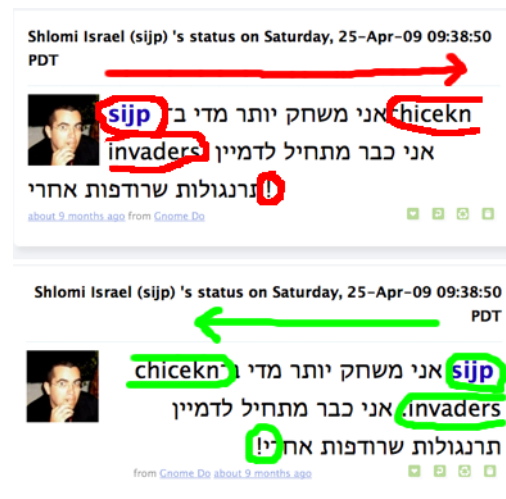 Shlomi Israel (sijp) 's status on Saturday, 25-Apr-09 09:38:50
PDT
sijp אני משחק יותר מדי ב־chicekn
invaders. אני כבר מתחיל לדמיין
תרנגולות שרודפות אחרי!
about 9 months ago from Gnome Do
Shlomi Israel (sijp) 's status on Saturday, 25-Apr-09 09:38:50
PDT
sijp אני משחק יותר מדי ב־chicekn
invaders. אני כבר מתחיל לדמיין
תרנגולות שרודפות אחרי!
from Gnome Do about 9 months ago